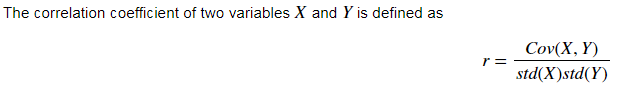 The correlation coefficient of two variables X and Y is defined as
r = Cov(X, Y) / std(X)std(Y)